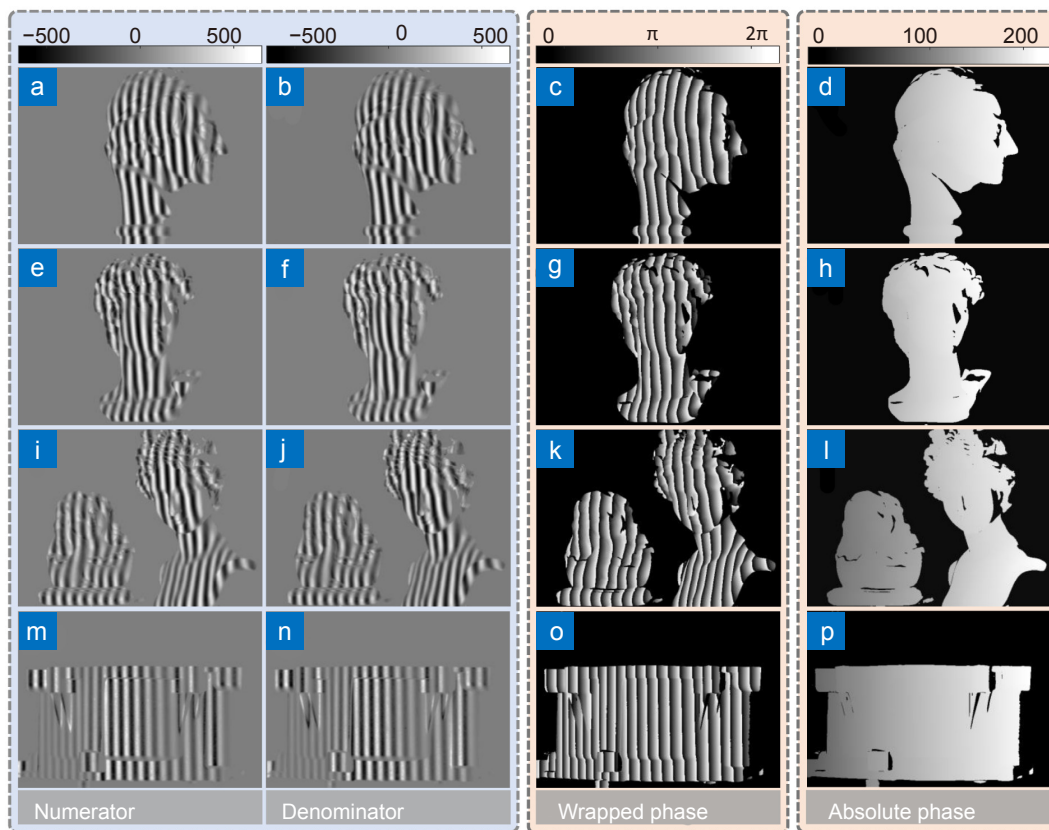 −500 0 500 −500 0 500 0 π 2π 0 100 200
a b c d
e f g h
i j k l
m n o p
Numerator Denominator Wrapped phase Absolute phase